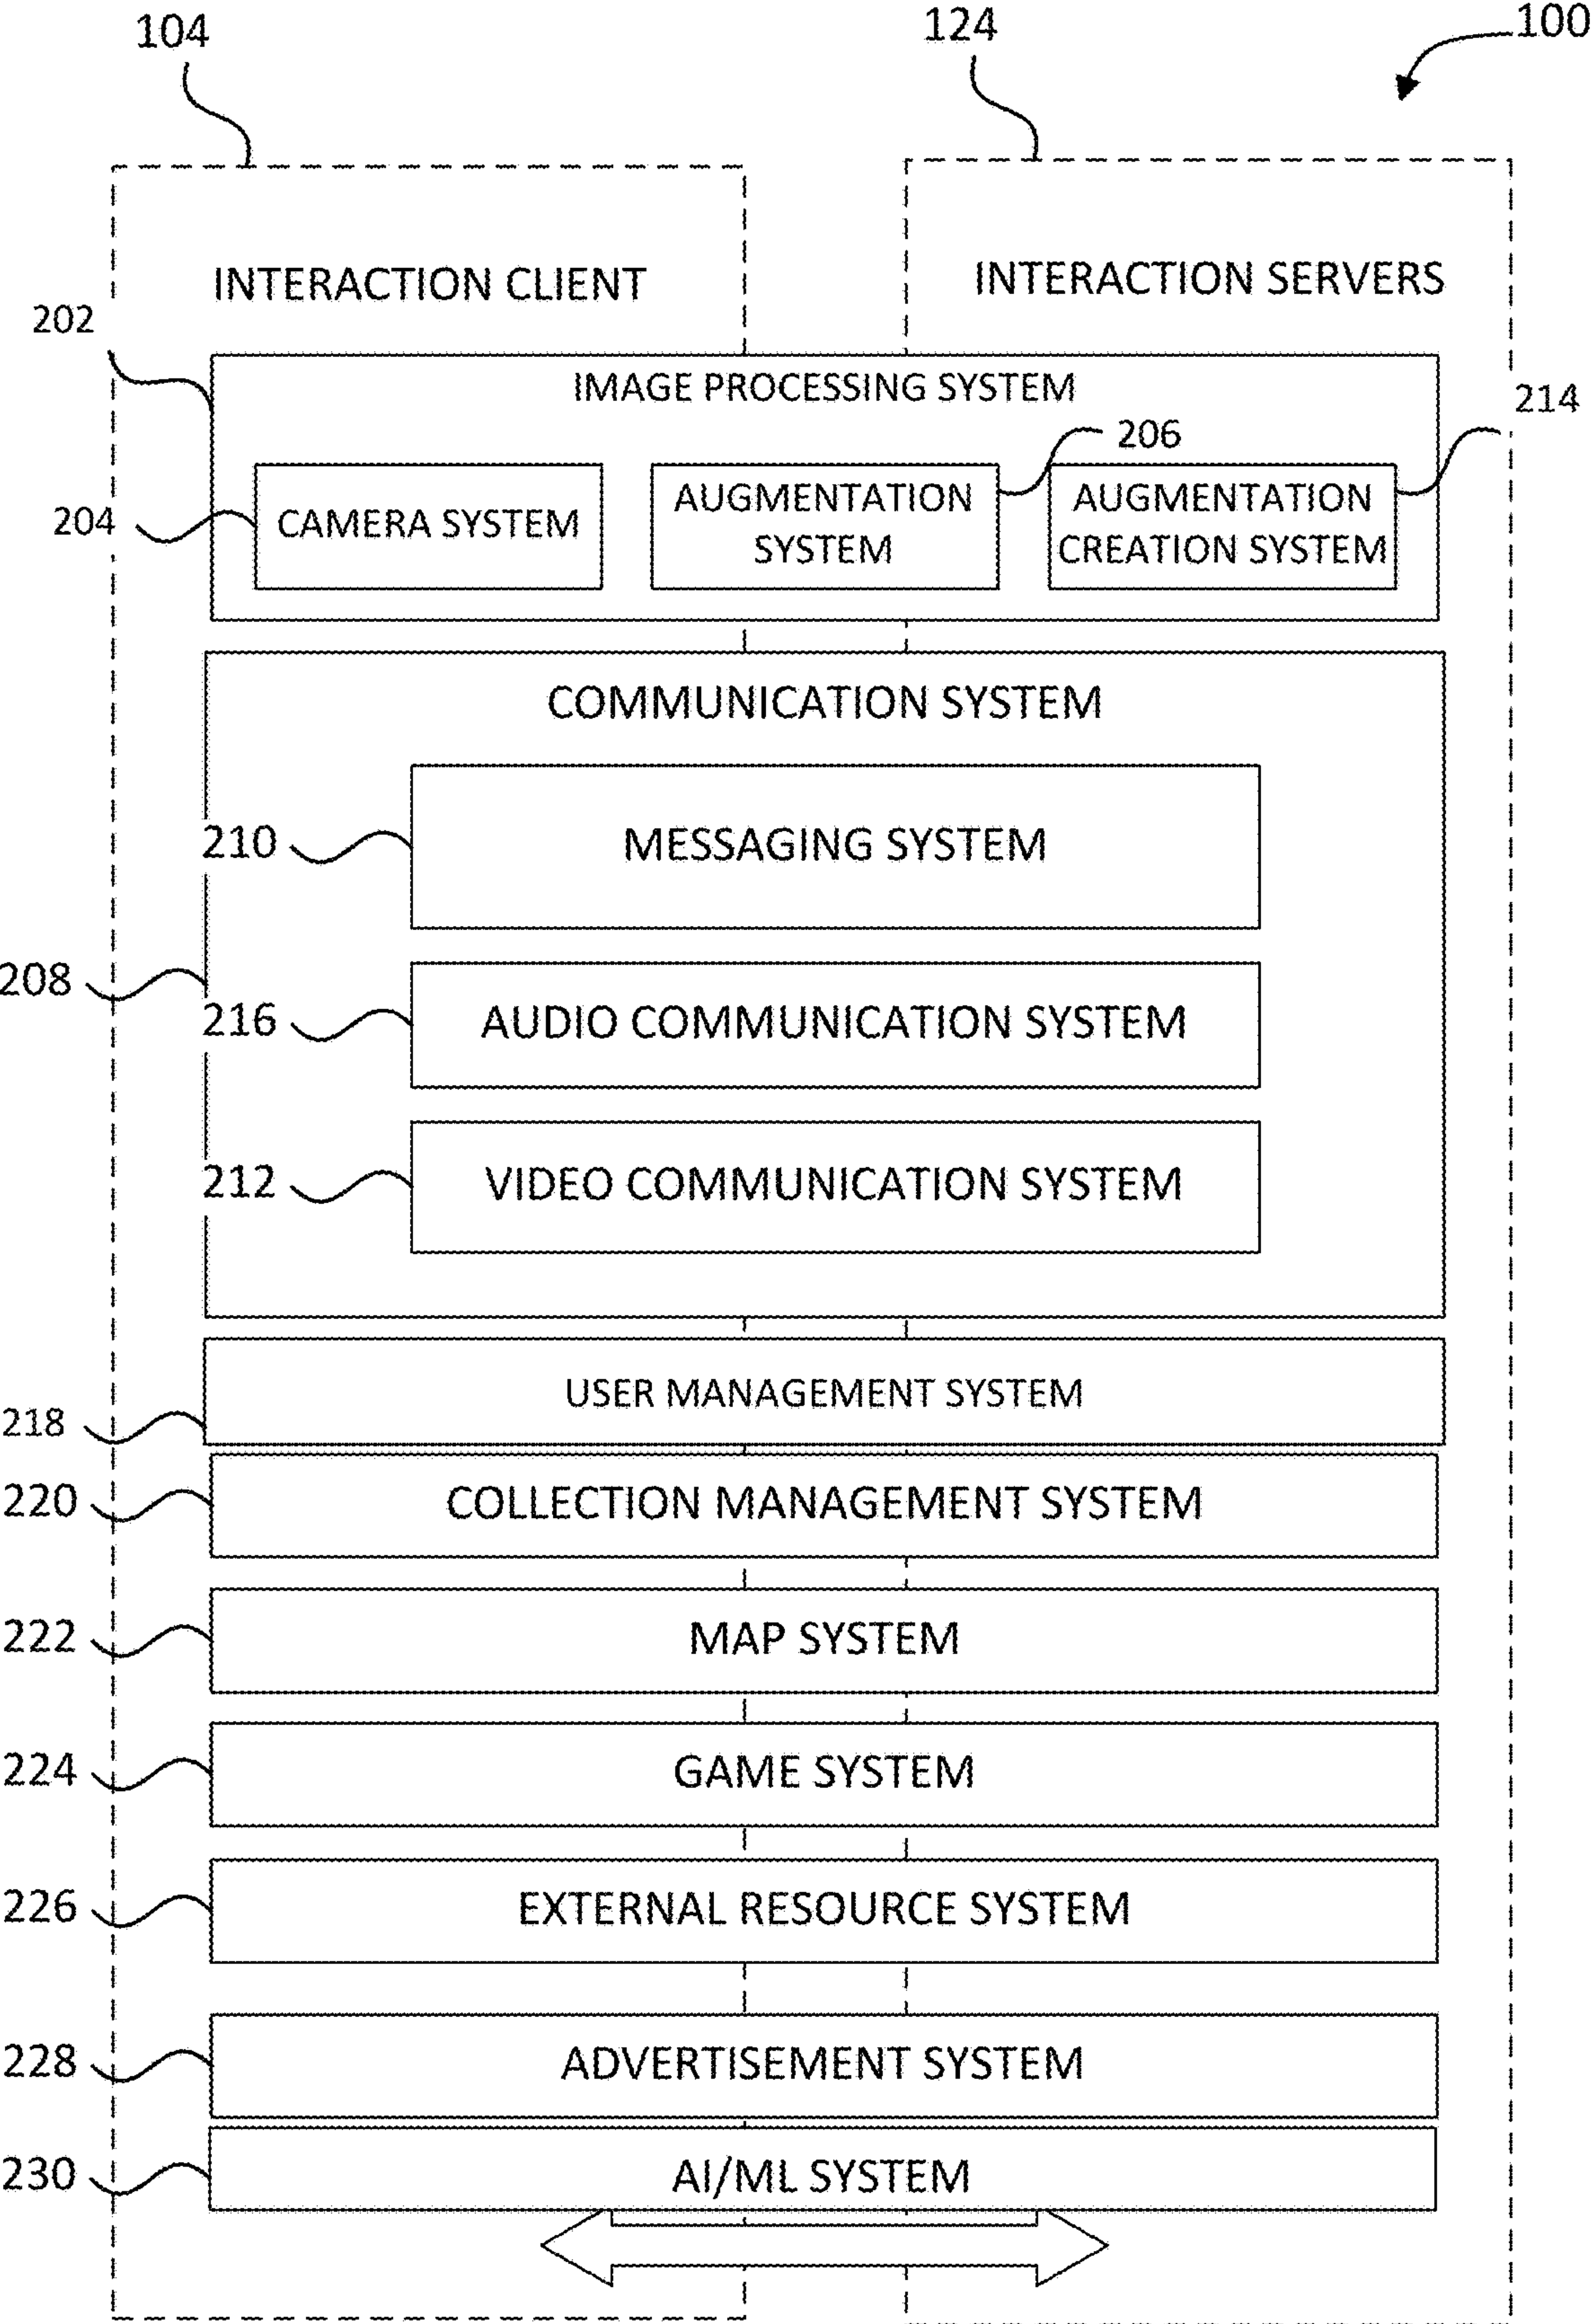 104
124
100
INTERACTION CLIENT
INTERACTION SERVERS
202
IMAGE PROCESSING SYSTEM
214
206
204
CAMERA SYSTEM
AUGMENTATION
SYSTEM
AUGMENTATION
CREATION SYSTEM
COMMUNICATION SYSTEM
210
MESSAGING SYSTEM
208
216
AUDIO COMMUNICATION SYSTEM
212
VIDEO COMMUNICATION SYSTEM
USER MANAGEMENT SYSTEM
218
220
COLLECTION MANAGEMENT SYSTEM
222
MAP SYSTEM
224
GAME SYSTEM
226
EXTERNAL RESOURCE SYSTEM
228
ADVERTISEMENT SYSTEM
230
AI/ML SYSTEM